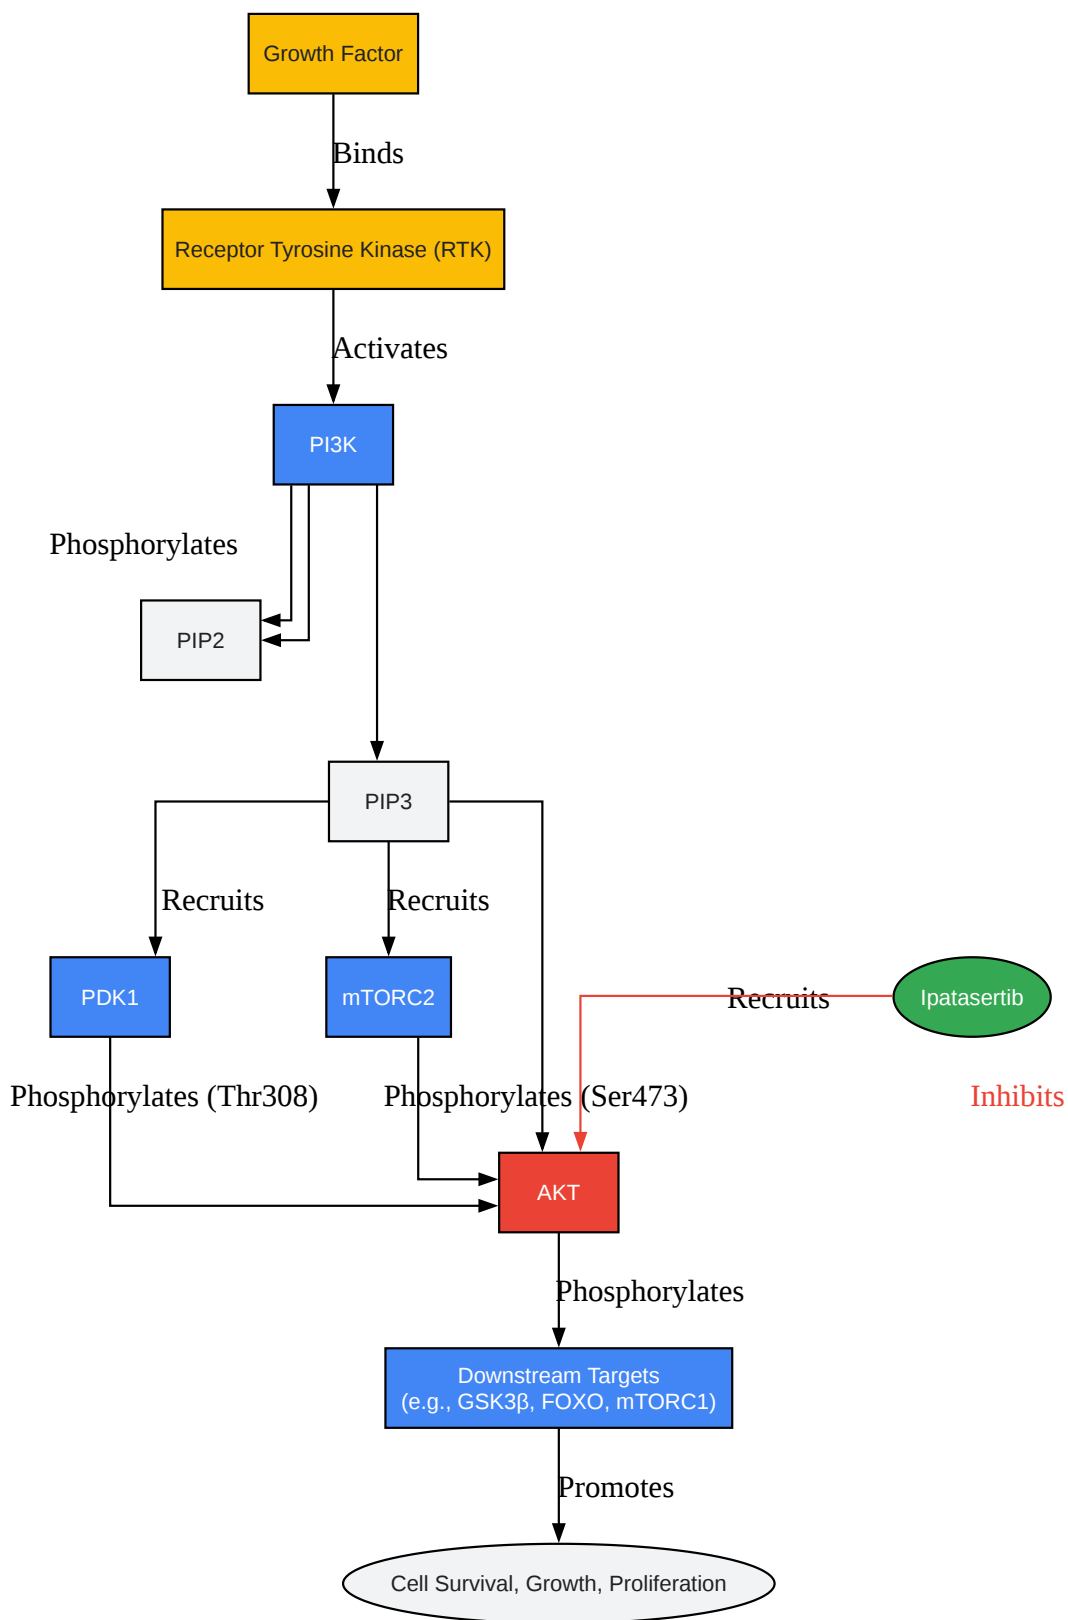 Growth Factor
Binds
Receptor Tyrosine Kinase (RTK)
Activates
PI3K
Phosphorylates
PIP2
PIP3
Recruits
Recruits
PDK1
mTORC2
Recruits
Ipatasertib
Phosphorylates (Thr308)
Phosphorylates (Ser473)
Inhibits
AKT
Phosphorylates
Downstream Targets
(e.g., GSK3β, FOXO, mTORC1)
Promotes
Cell Survival, Growth, Proliferation